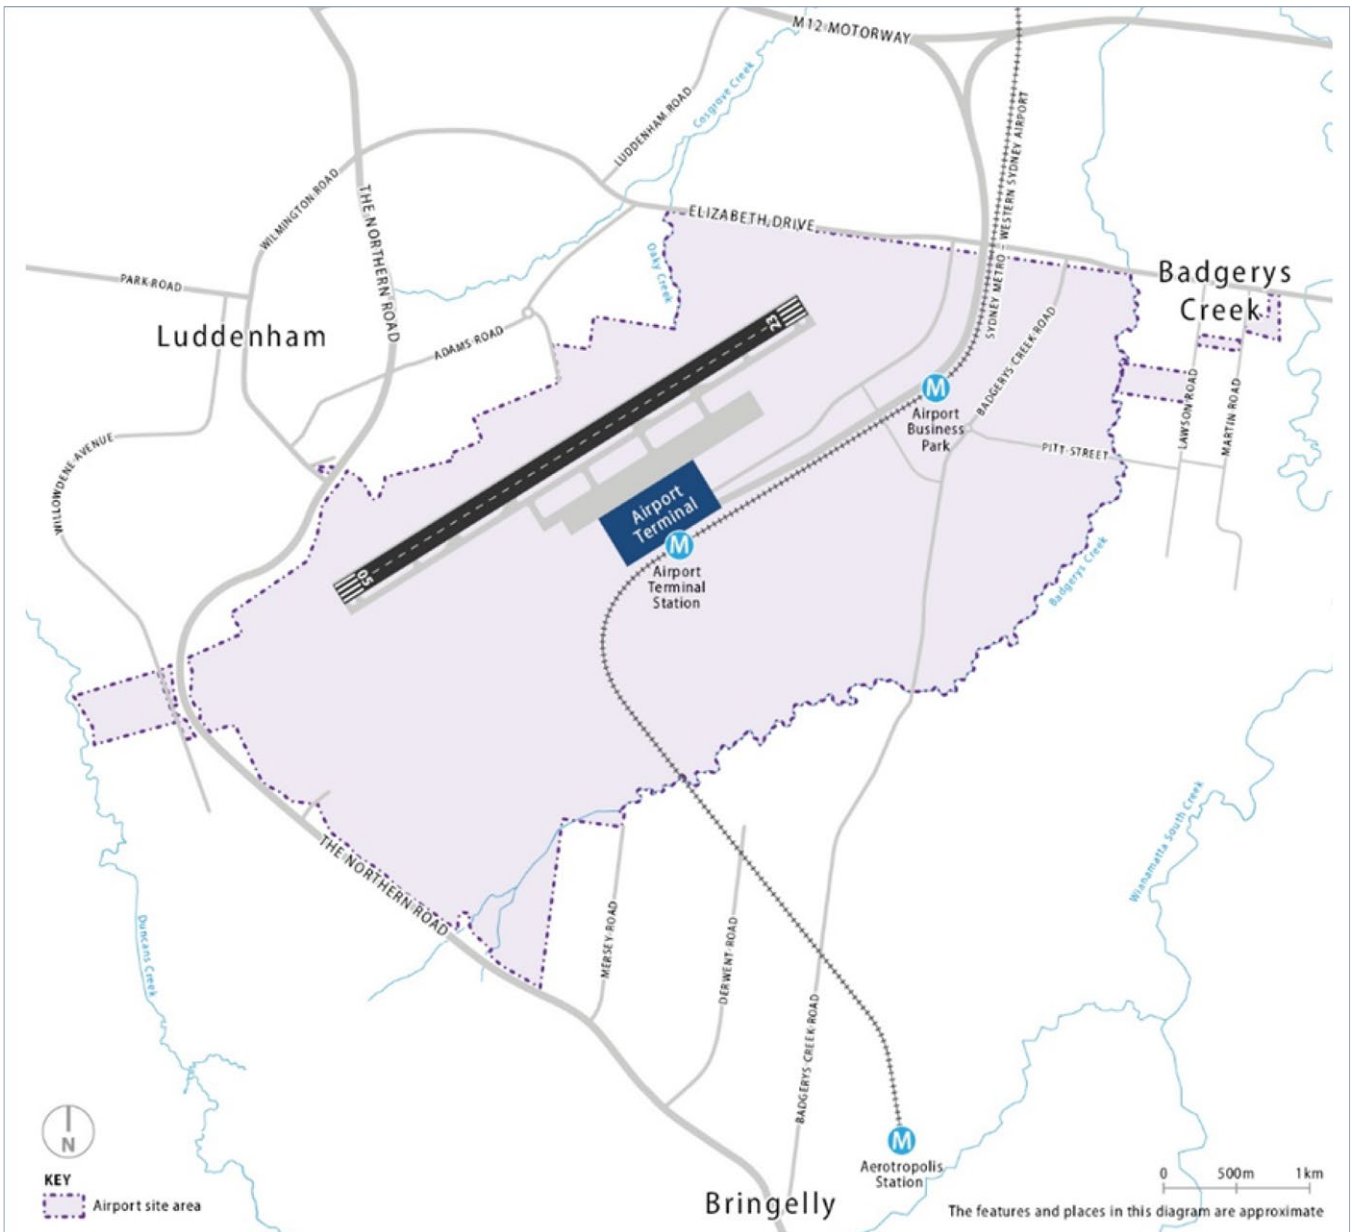 M12 MOTORWAY
LUDDENHAM ROAD
Cosgrove Creek
SYDNEY METRO - WESTERN SYDNEY AIRPORT
WILMINGTON ROAD
THE NORTHERN ROAD
ELIZABETH DRIVE
Oaky Creek
PARK ROAD
Badgerys
Creek
Luddenham
ADAMS ROAD
23
BADGERYS CREEK ROAD
M
Airport
Business
Park
LAWSON ROAD
MARTIN ROAD
PITT STREET
WILLOWDENE AVENUE
Airport
Terminal
M
Airport
Terminal
Station
05
Badgerys Creek
THE NORTHERN ROAD
Wianamatta South Creek
Duncans Creek
MERSEY ROAD
DERWENT ROAD
BADGERYS CREEK ROAD
M
Aerotropolis
Station
N
KEY
Airport site area
Bringelly
0 500m 1km
The features and places in this diagram are approximate